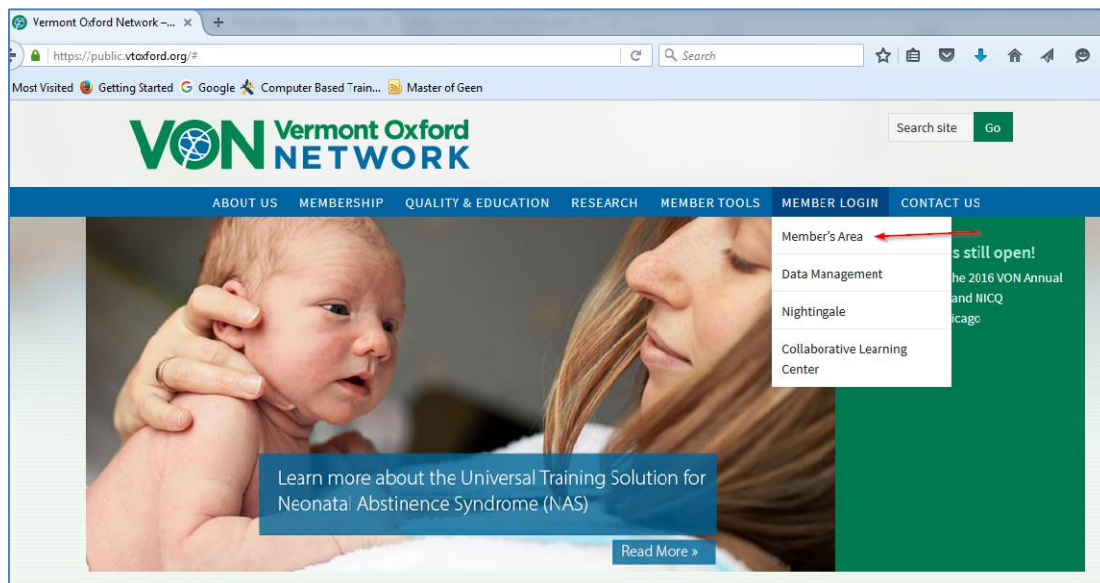 Vermont Oxford Network –... × +
https://public.vtoxford.org/#
Search
Most Visited Getting Started Google Computer Based Train... Master of Geen
VON Vermont Oxford
NETWORK
Search site Go
ABOUT US MEMBERSHIP QUALITY & EDUCATION RESEARCH MEMBER TOOLS MEMBER LOGIN CONTACT US
Member's Area
Data Management
Nightingale
Collaborative Learning
Center
s still open!
he 2016 VON Annual
and NICQ
icago
Learn more about the Universal Training Solution for
Neonatal Abstinence Syndrome (NAS)
Read More »